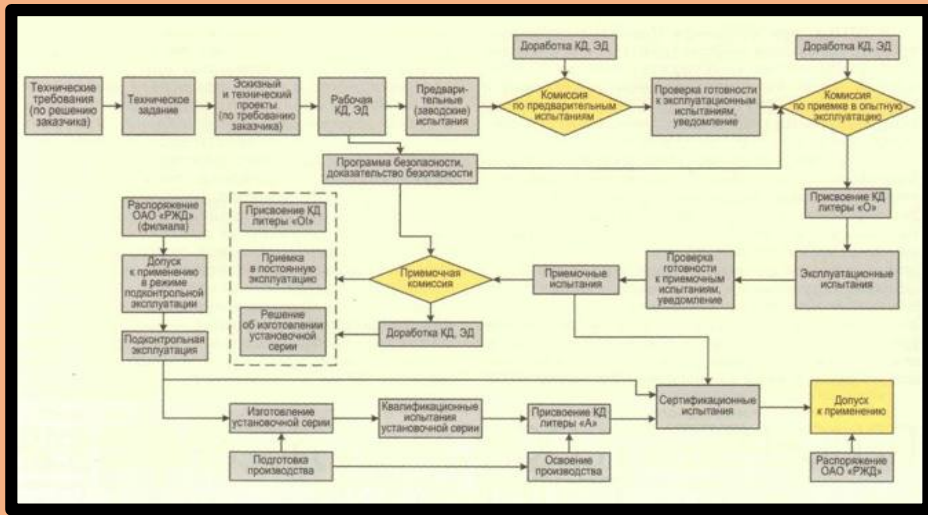 Доработка КД, ЭД
Доработка КД, ЭД
Технические
требования
(по решению
заказчика)
Техническое
задание
Эскизный
и технический
проекты
(по требованию
заказчика)
Рабочая
КД, ЭД
Предвари-
тельные
(заводские)
испытания
Комиссия
по предварительным
испытаниям
Проверка готовности
к эксплуатационным
испытаниям,
уведомление
Комиссия
по приемке в опытную
эксплуатацию
Программа безопасности,
доказательство безопасности
Распоряжение
ОАО «РЖД»
(филиала)
Присвоение КД
литеры «О!»
Присвоение КД
литеры «О»
Допуск
к применению
в режиме
подконтрольной
эксплуатации
Приемка
в постоянную
эксплуатацию
Приемочная
комиссия
Приемочные
испытания
Проверка
готовности
к приемочным
испытаниям,
уведомление
Эксплуатационные
испытания
Подконтрольная
эксплуатация
Решение
об изготовлении
установочной
серии
Доработка КД, ЭД
Изготовление
установочной серии
Квалификационные
испытания
установочной серии
Присвоение КД
литеры «А»
Сертификационные
испытания
Допуск
к применению
Подготовка
производства
Освоение
производства
Распоряжение
ОАО «РЖД»